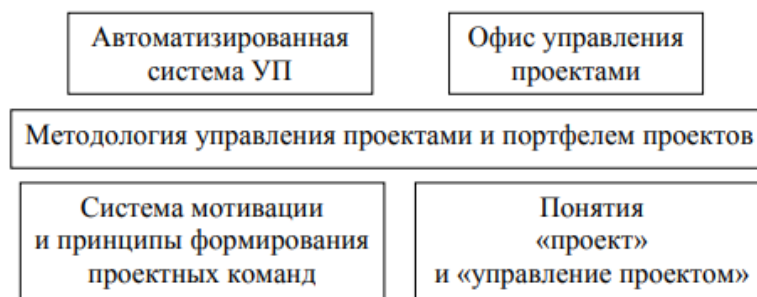 Автоматизированная
система УП
Офис управления
проектами
Методология управления проектами и портфелем проектов
Система мотивации
и принципы формирования
проектных команд
Понятия
«проект»
и «управление проектом»